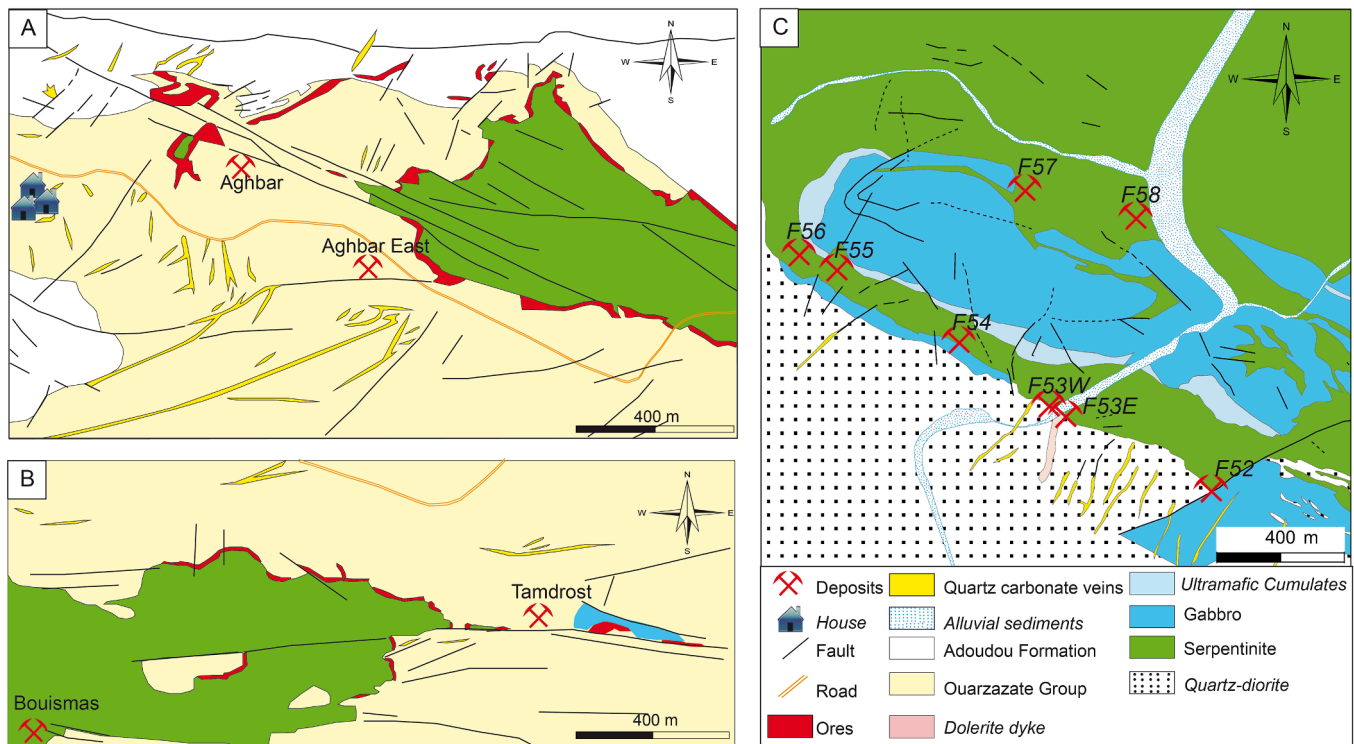 A
N
W
E
S
Aghbar
Aghbar East
400 m
B
N
W
E
S
Tamdrost
Bouismas
400 m
C
N
W
E
S
F57
F58
F56
F55
F54
F53W
F53E
F52
400 m
Deposits
House
Fault
Road
Ores
Quartz carbonate veins
Alluvial sediments
Adoudou Formation
Ouarzazate Group
Dolerite dyke
Ultramafic Cumulates
Gabbro
Serpentinite
Quartz-diorite